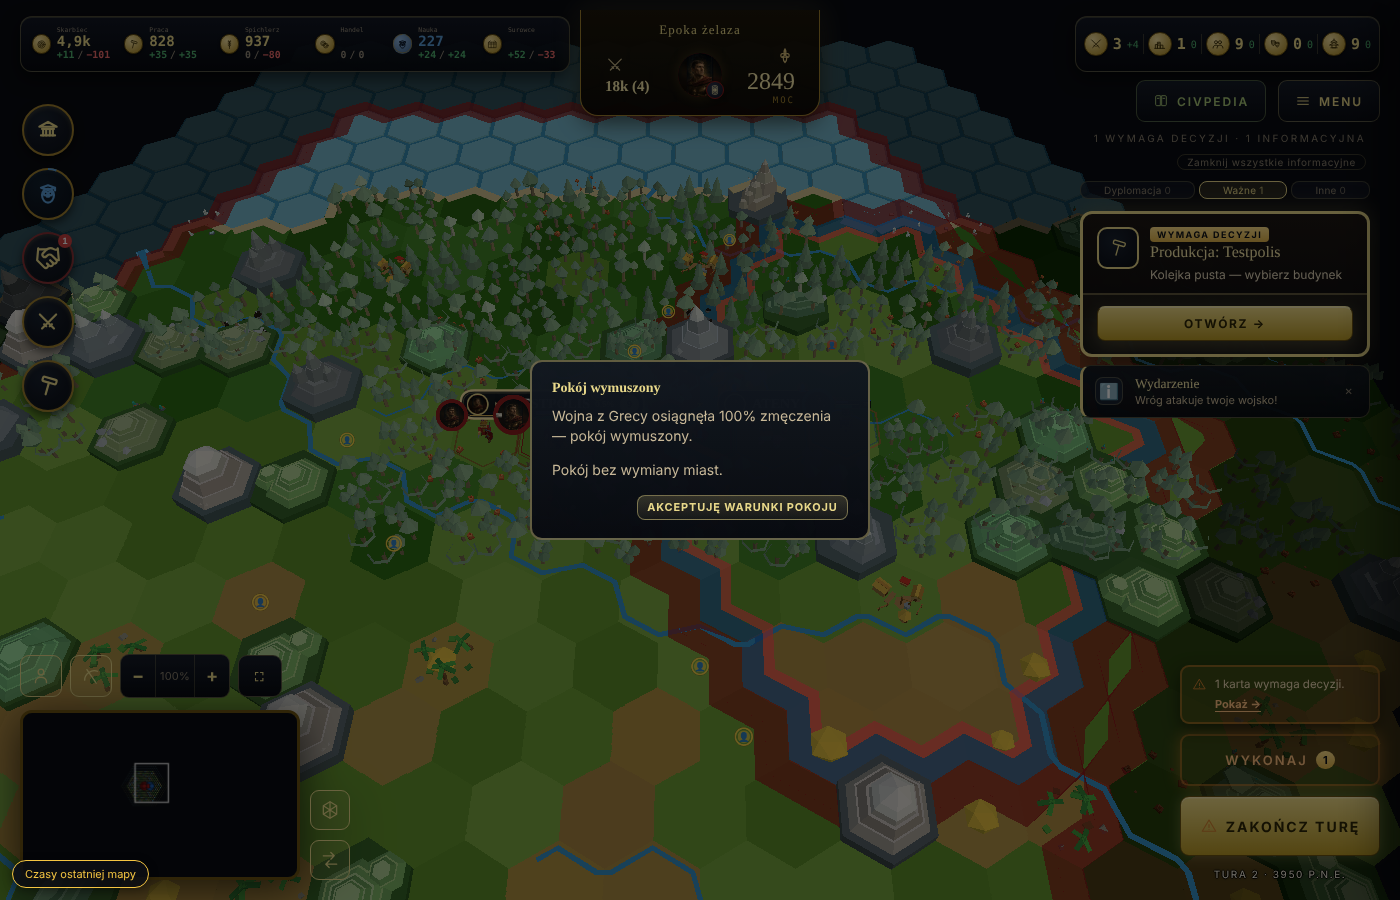 Skarbiec
4,9k
+11 / −101
Praca
828
+35 / +35
Spichlerz
937
0 / −80
Handel
0 / 0
Nauka
227
+24 / +24
Surowce
+52 / −33
Epoka żelaza
18k (4)
2849
MOC
3 +4
1 0
9 0
0 0
9 0
CIVPEDIA
MENU
1 WYMAGA DECYZJI · 1 INFORMACYJNA
Zamknij wszystkie informacyjne
Dyplomacja 0
Ważne 1
Inne 0
WYMAGA DECYZJI
Produkcja: Testpolis
Kolejka pusta — wybierz budynek
OTWÓRZ →
Wydarzenie
Wróg atakuje twoje wojsko!
×
1
Pokój wymuszony
Wojna z Grecy osiągnęła 100% zmęczenia
— pokój wymuszony.
Pokój bez wymiany miast.
AKCEPTUJĘ WARUNKI POKOJU
− 100% +
Czasy ostatniej mapy
1 karta wymaga decyzji.
Pokaż →
WYKONAJ 1
ZAKOŃCZ TURĘ
TURA 2 · 3950 P.N.E.